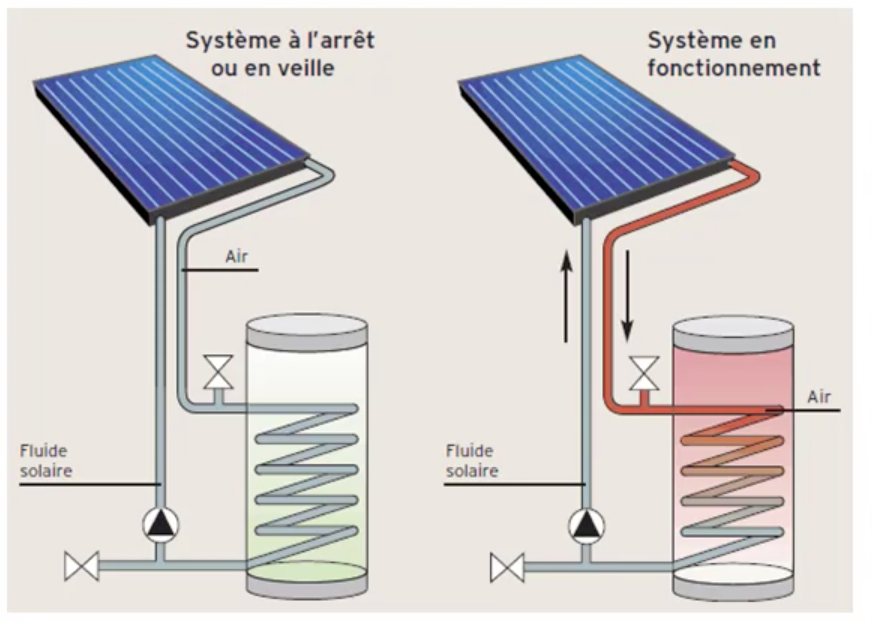 Système à l'arrêt
ou en veille
Air
Fluide
solaire
Système en
fonctionnement
Air
Fluide
solaire